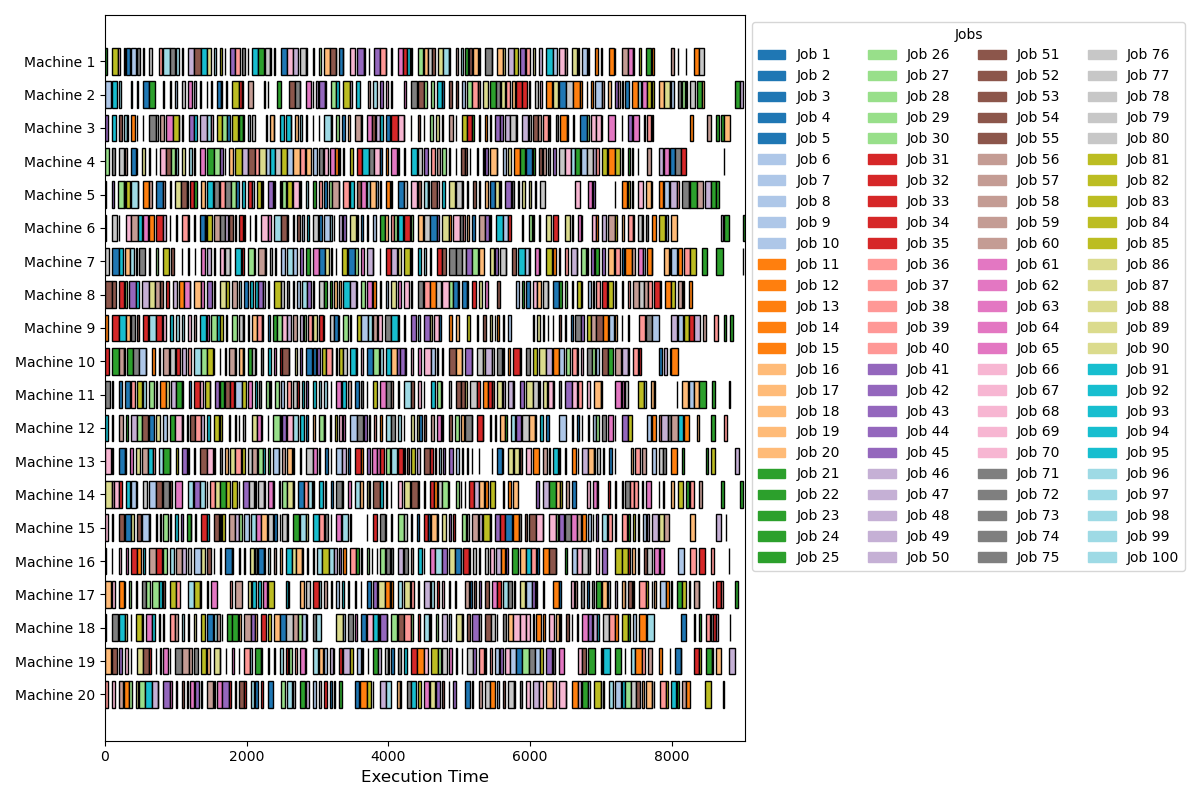 Machine 1
Machine 2
Machine 3
Machine 4
Machine 5
Machine 6
Machine 7
Machine 8
Machine 9
Machine 10
Machine 11
Machine 12
Machine 13
Machine 14
Machine 15
Machine 16
Machine 17
Machine 18
Machine 19
Machine 20
0 2000 4000 6000 8000
Execution Time
Jobs
Job 1 Job 26 Job 51 Job 76
Job 2 Job 27 Job 52 Job 77
Job 3 Job 28 Job 53 Job 78
Job 4 Job 29 Job 54 Job 79
Job 5 Job 30 Job 55 Job 80
Job 6 Job 31 Job 56 Job 81
Job 7 Job 32 Job 57 Job 82
Job 8 Job 33 Job 58 Job 83
Job 9 Job 34 Job 59 Job 84
Job 10 Job 35 Job 60 Job 85
Job 11 Job 36 Job 61 Job 86
Job 12 Job 37 Job 62 Job 87
Job 13 Job 38 Job 63 Job 88
Job 14 Job 39 Job 64 Job 89
Job 15 Job 40 Job 65 Job 90
Job 16 Job 41 Job 66 Job 91
Job 17 Job 42 Job 67 Job 92
Job 18 Job 43 Job 68 Job 93
Job 19 Job 44 Job 69 Job 94
Job 20 Job 45 Job 70 Job 95
Job 21 Job 46 Job 71 Job 96
Job 22 Job 47 Job 72 Job 97
Job 23 Job 48 Job 73 Job 98
Job 24 Job 49 Job 74 Job 99
Job 25 Job 50 Job 75 Job 100